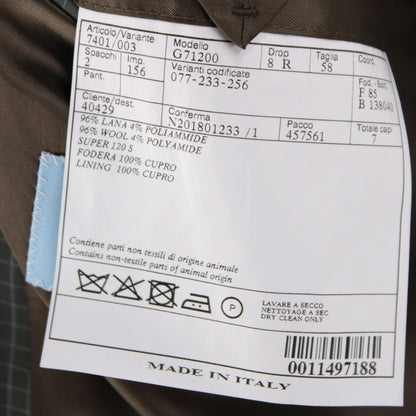 Articolo/Variante Modello Drop Taglia Coord.
7401/003 G71200 8 R 58
Spacchi Imp. Varianti codificate Fod.-Bot.
2 156 077-233-256 F 85
Pant. B 138040
Cliente/dest. Conferma Pacco Totale capi
40429 N201801233 /1 457561 7
96% LANA 4% POLIAMMIDE
96% WOOL 4% POLYAMIDE
SUPER 120 S
FODERA 100% CUPRO
LINING 100% CUPRO
Contiene parti non tessili di origine animale
Contains non-textile parts of animal origin
P
LAVARE A SECCO
NETTOYAGE A SEC
DRY CLEAN ONLY
MADE IN ITALY
0011497188